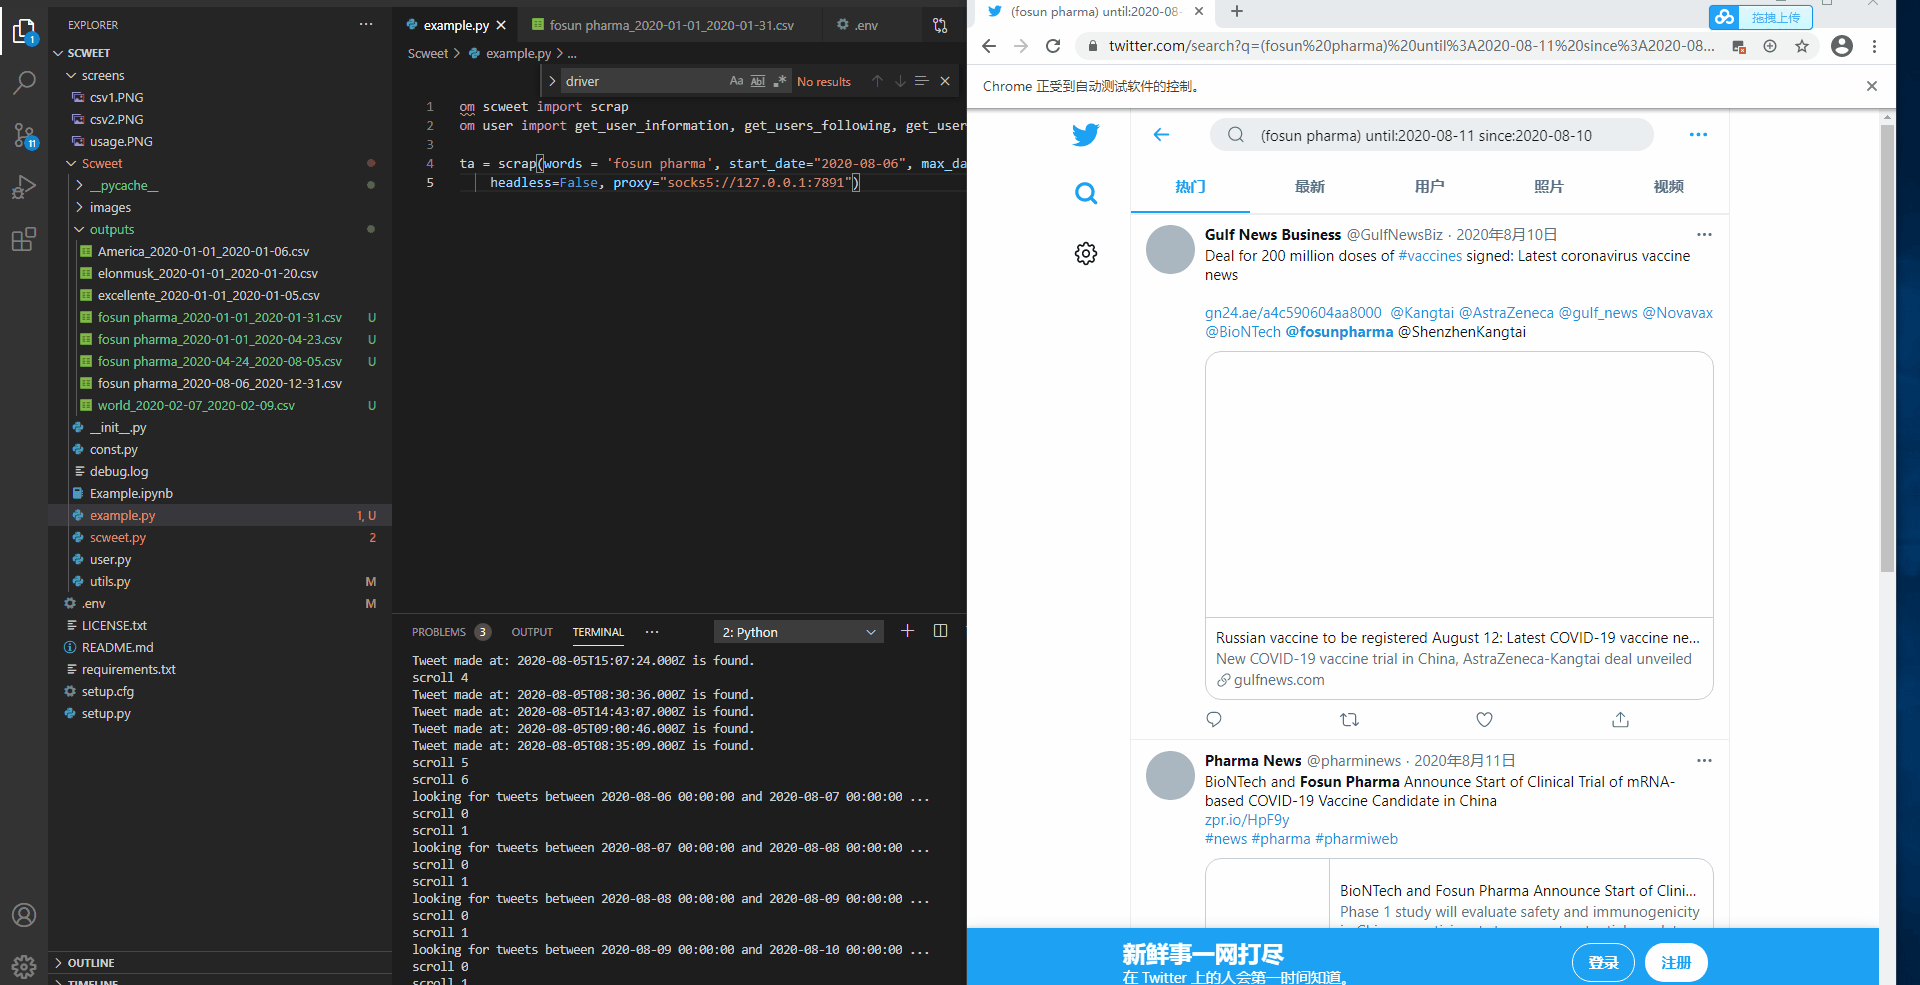 EXPLORER
SCWEET
screens
csv1.PNG
csv2.PNG
usage.PNG
Scweet
__pycache__
images
outputs
America_2020-01-01_2020-01-06.csv
elonmusk_2020-01-01_2020-01-20.csv
excellente_2020-01-01_2020-01-05.csv
fosun pharma_2020-01-01_2020-01-31.csv U
fosun pharma_2020-01-01_2020-04-23.csv U
fosun pharma_2020-04-24_2020-08-05.csv U
fosun pharma_2020-08-06_2020-12-31.csv
world_2020-02-07_2020-02-09.csv U
__init__.py
const.py
debug.log
Example.ipynb
example.py 1, U
scweet.py 2
user.py
utils.py M
.env M
LICENSE.txt
README.md
requirements.txt
setup.cfg
setup.py
OUTLINE
TIMELINE
1
11
example.py
fosun pharma_2020-01-01_2020-01-31.csv
.env
Scweet > example.py > ...
driver
Aa Abl .* No results
1 om scweet import scrap
2 om user import get_user_information, get_users_following, get_user
3
4 ta = scrap(words = 'fosun pharma', start_date="2020-08-06", max_da
5 headless=False, proxy="socks5://127.0.0.1:7891")
PROBLEMS 3 OUTPUT TERMINAL ... 2: Python
Tweet made at: 2020-08-05T15:07:24.000Z is found.
scroll 4
Tweet made at: 2020-08-05T08:30:36.000Z is found.
Tweet made at: 2020-08-05T14:43:07.000Z is found.
Tweet made at: 2020-08-05T09:00:46.000Z is found.
Tweet made at: 2020-08-05T08:35:09.000Z is found.
scroll 5
scroll 6
looking for tweets between 2020-08-06 00:00:00 and 2020-08-07 00:00:00 ...
scroll 0
scroll 1
looking for tweets between 2020-08-07 00:00:00 and 2020-08-08 00:00:00 ...
scroll 0
scroll 1
looking for tweets between 2020-08-08 00:00:00 and 2020-08-09 00:00:00 ...
scroll 0
scroll 1
looking for tweets between 2020-08-09 00:00:00 and 2020-08-10 00:00:00 ...
scroll 0
scroll 1
(fosun pharma) until:2020-08-
拖拽上传
twitter.com/search?q=(fosun%20pharma)%20until%3A2020-08-11%20since%3A2020-08...
Chrome 正受到自动测试软件的控制。
(fosun pharma) until:2020-08-11 since:2020-08-10
热门 最新 用户 照片 视频
Gulf News Business @GulfNewsBiz · 2020年8月10日
Deal for 200 million doses of #vaccines signed: Latest coronavirus vaccine
news
gn24.ae/a4c590604aa8000 @Kangtai @AstraZeneca @gulf_news @Novavax
@BioNTech @fosunpharma @ShenzhenKangtai
Russian vaccine to be registered August 12: Latest COVID-19 vaccine ne...
New COVID-19 vaccine trial in China, AstraZeneca-Kangtai deal unveiled
gulfnews.com
Pharma News @pharminews · 2020年8月11日
BioNTech and Fosun Pharma Announce Start of Clinical Trial of mRNA-
based COVID-19 Vaccine Candidate in China
zpr.io/HpF9y
#news #pharma #pharmiweb
BioNTech and Fosun Pharma Announce Start of Clini...
Phase 1 study will evaluate safety and immunogenicity
新鲜事一网打尽
在 Twitter 上的人会第一时间知道。
登录 注册